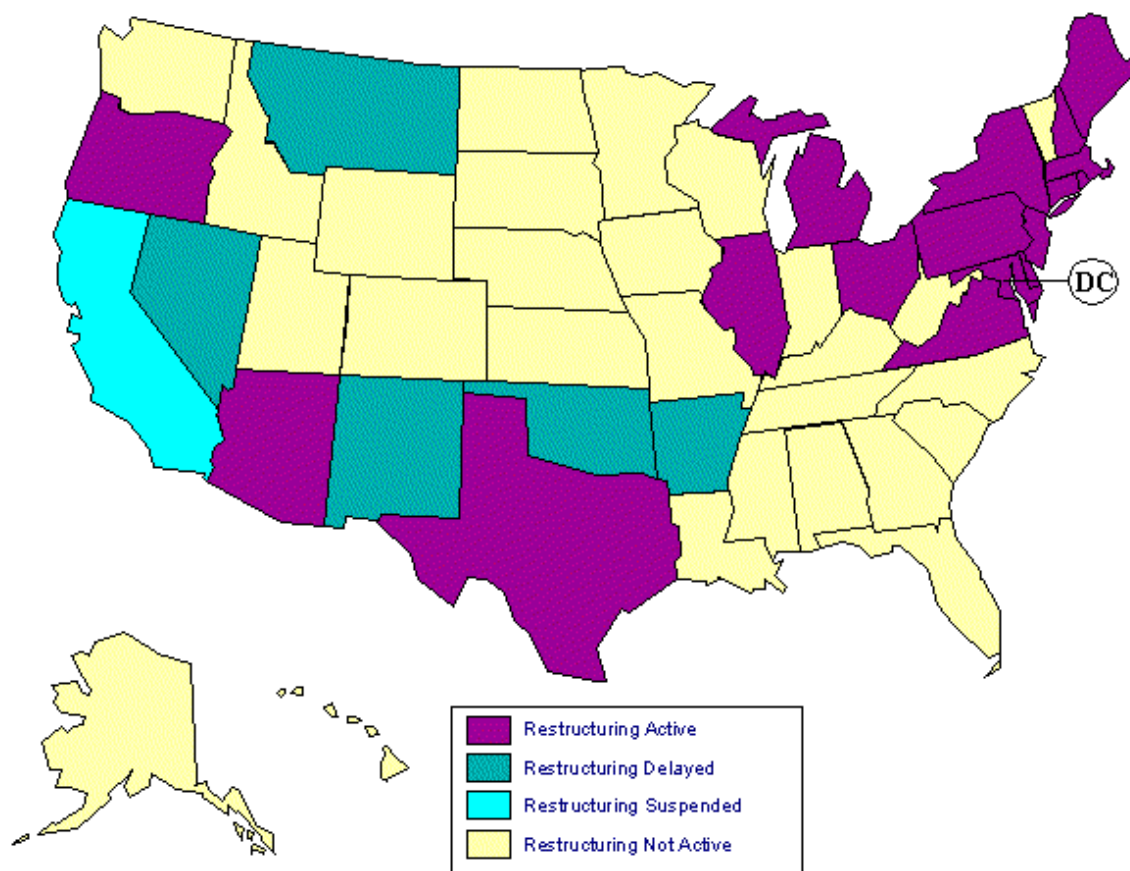 DC
Restructuring Active
Restructuring Delayed
Restructuring Suspended
Restructuring Not Active